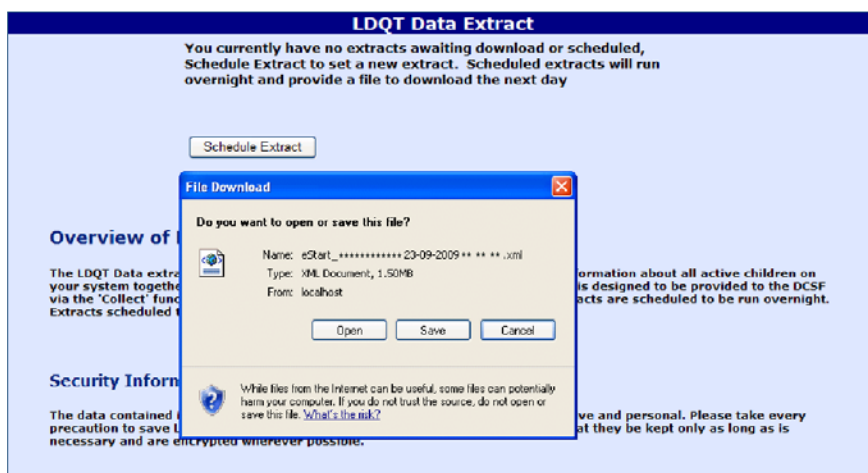 LDQT Data Extract
You currently have no extracts awaiting download or scheduled,
Schedule Extract to set a new extract. Scheduled extracts will run
overnight and provide a file to download the next day
Schedule Extract
File Download
Do you want to open or save this file?
Name: eStart_************ 23-09-2009 ** ** ** .xml
Type: XML Document, 1.50MB
From: localhost
Open Save Cancel
While files from the Internet can be useful, some files can potentially
harm your computer. If you do not trust the source, do not open or
save this file. What's the risk?
Overview of
The LDQT Data extra ormation about all active children on
your system togethe is designed to be provided to the DCSF
via the 'Collect' func acts are scheduled to be run overnight.
Extracts scheduled
Security Inform
The data contained ve and personal. Please take every
precaution to save at they be kept only as long as is
necessary and are encrypted wherever possible.